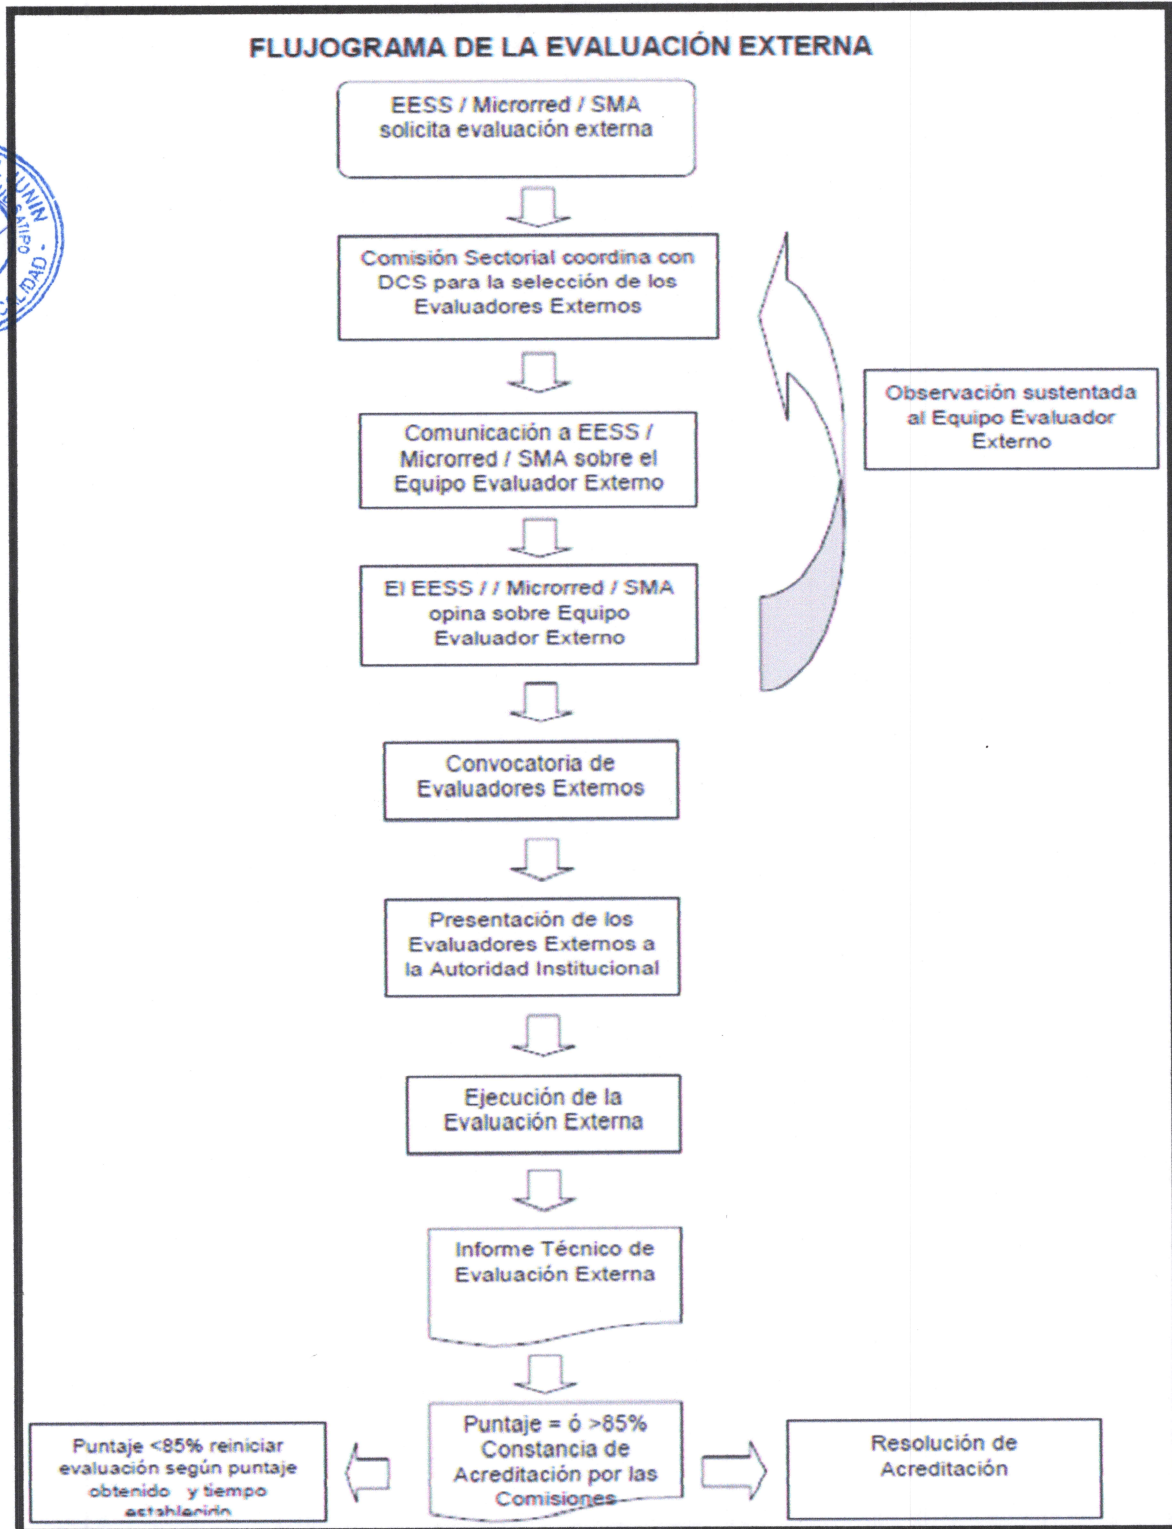 FLUJOGRAMA DE LA EVALUACIÓN EXTERNA
EESS / Microrred / SMA
solicita evaluación externa
JUNIN
SATIPO
Comisión Sectorial coordina con
DCS para la selección de los
Evaluadores Externos
Observación sustentada
al Equipo Evaluador
Externo
Comunicación a EESS /
Microrred / SMA sobre el
Equipo Evaluador Externo
El EESS / / Microrred / SMA
opina sobre Equipo
Evaluador Externo
Convocatoria de
Evaluadores Externos
Presentación de los
Evaluadores Externos a
la Autoridad Institucional
Ejecución de la
Evaluación Externa
Informe Técnico de
Evaluación Externa
Puntaje <85% reiniciar
evaluación según puntaje
obtenido y tiempo
establecido
Puntaje = ó >85%
Constancia de
Acreditación por las
Comisiones
Resolución de
Acreditación